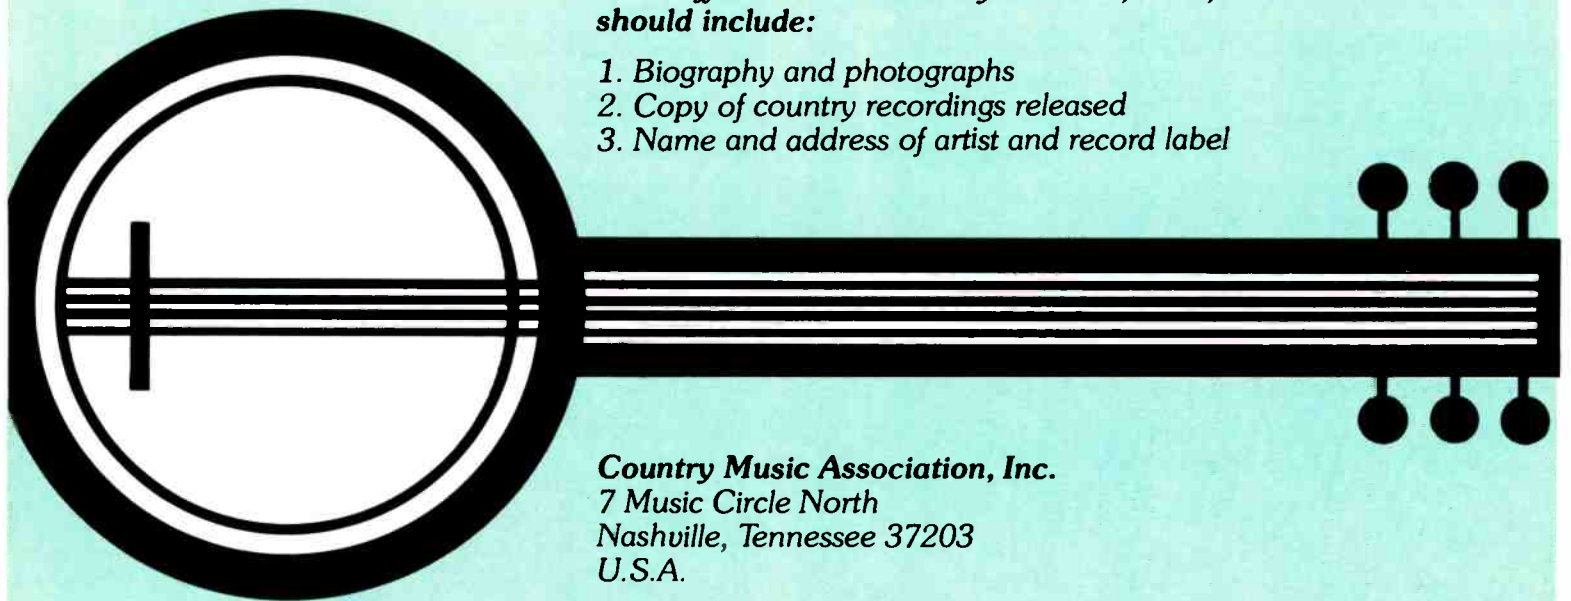 should include:
1. Biography and photographs
2. Copy of country recordings released
3. Name and address of artist and record label
Country Music Association, Inc.
7 Music Circle North
Nashville, Tennessee 37203
U.S.A.